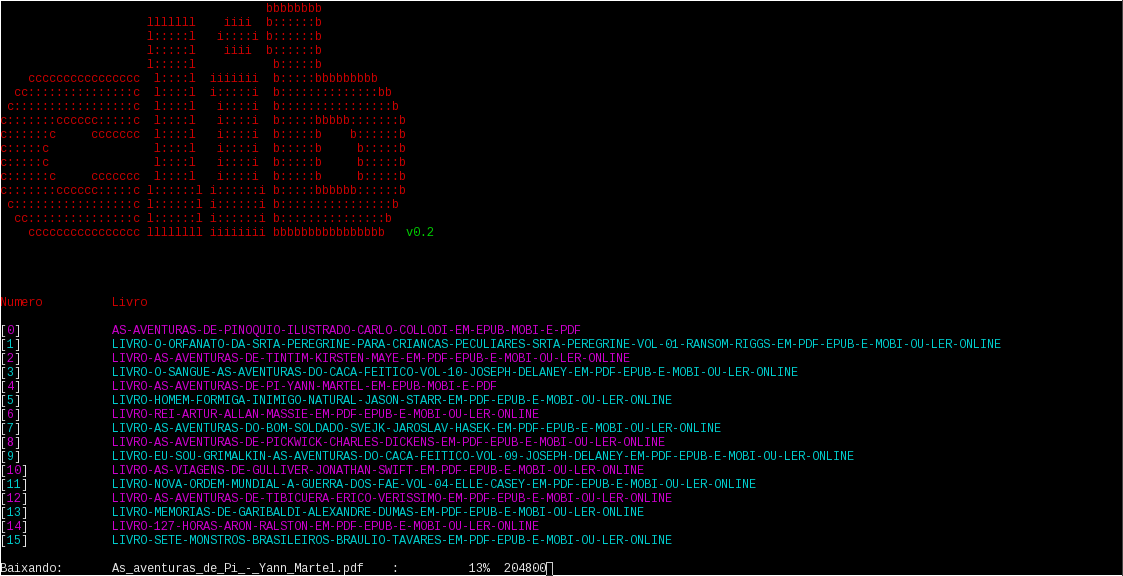 bbbbbbbb
                     lllllll    iiii  b::::::b
                     l:::::l   i::::i b::::::b
                     l:::::l    iiii  b::::::b
                     l:::::l           b:::::b
    cccccccccccccccc  l::::l  iiiiiii  b:::::bbbbbbbbb
  cc:::::::::::::::c  l::::l  i:::::i  b::::::::::::::bb
 c:::::::::::::::::c  l::::l   i::::i  b::::::::::::::::b
c:::::::cccccc:::::c  l::::l   i::::i  b:::::bbbbb:::::::b
c::::::c     ccccccc  l::::l   i::::i  b:::::b    b::::::b
c:::::c               l::::l   i::::i  b:::::b     b:::::b
c:::::c               l::::l   i::::i  b:::::b     b:::::b
c::::::c     ccccccc  l::::l   i::::i  b:::::b     b:::::b
c:::::::cccccc:::::c l::::::l i::::::i b:::::bbbbbb::::::b
 c:::::::::::::::::c l::::::l i::::::i b::::::::::::::::b
  cc:::::::::::::::c l::::::l i::::::i b:::::::::::::::b
    cccccccccccccccc llllllll iiiiiiii bbbbbbbbbbbbbbbb   v0.2
Numero          Livro
[0]             AS-AVENTURAS-DE-PINOQUIO-ILUSTRADO-CARLO-COLLODI-EM-EPUB-MOBI-E-PDF
[1]             LIVRO-O-ORFANATO-DA-SRTA-PEREGRINE-PARA-CRIANCAS-PECULIARES-SRTA-PEREGRINE-VOL-01-RANSOM-RIGGS-EM-PDF-EPUB-E-MOBI-OU-LER-ONLINE
[2]             LIVRO-AS-AVENTURAS-DE-TINTIM-KIRSTEN-MAYE-EM-PDF-EPUB-E-MOBI-OU-LER-ONLINE
[3]             LIVRO-O-SANGUE-AS-AVENTURAS-DO-CACA-FEITICO-VOL-10-JOSEPH-DELANEY-EM-PDF-EPUB-E-MOBI-OU-LER-ONLINE
[4]             LIVRO-AS-AVENTURAS-DE-PI-YANN-MARTEL-EM-EPUB-MOBI-E-PDF
[5]             LIVRO-HOMEM-FORMIGA-INIMIGO-NATURAL-JASON-STARR-EM-PDF-EPUB-E-MOBI-OU-LER-ONLINE
[6]             LIVRO-REI-ARTUR-ALLAN-MASSIE-EM-PDF-EPUB-E-MOBI-OU-LER-ONLINE
[7]             LIVRO-AS-AVENTURAS-DO-BOM-SOLDADO-SVEJK-JAROSLAV-HASEK-EM-PDF-EPUB-E-MOBI-OU-LER-ONLINE
[8]             LIVRO-AS-AVENTURAS-DE-PICKWICK-CHARLES-DICKENS-EM-PDF-EPUB-E-MOBI-OU-LER-ONLINE
[9]             LIVRO-EU-SOU-GRIMALKIN-AS-AVENTURAS-DO-CACA-FEITICO-VOL-09-JOSEPH-DELANEY-EM-PDF-EPUB-E-MOBI-OU-LER-ONLINE
[10]            LIVRO-AS-VIAGENS-DE-GULLIVER-JONATHAN-SWIFT-EM-PDF-EPUB-E-MOBI-OU-LER-ONLINE
[11]            LIVRO-NOVA-ORDEM-MUNDIAL-A-GUERRA-DOS-FAE-VOL-04-ELLE-CASEY-EM-PDF-EPUB-E-MOBI-OU-LER-ONLINE
[12]            LIVRO-AS-AVENTURAS-DE-TIBICUERA-ERICO-VERISSIMO-EM-PDF-EPUB-E-MOBI-OU-LER-ONLINE
[13]            LIVRO-MEMORIAS-DE-GARIBALDI-ALEXANDRE-DUMAS-EM-PDF-EPUB-E-MOBI-OU-LER-ONLINE
[14]            LIVRO-127-HORAS-ARON-RALSTON-EM-PDF-EPUB-E-MOBI-OU-LER-ONLINE
[15]            LIVRO-SETE-MONSTROS-BRASILEIROS-BRAULIO-TAVARES-EM-PDF-EPUB-E-MOBI-OU-LER-ONLINE
Baixando:       As_aventuras_de_Pi_-_Yann_Martel.pdf    :          13%  204800